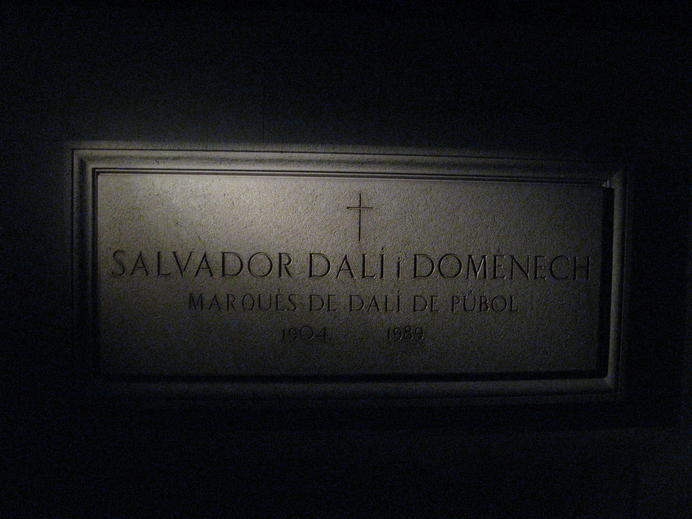 SALVADOR DALÍ i DOMÈNECH
MARQUÈS DE DALÍ DE PÚBOL
1904 1989